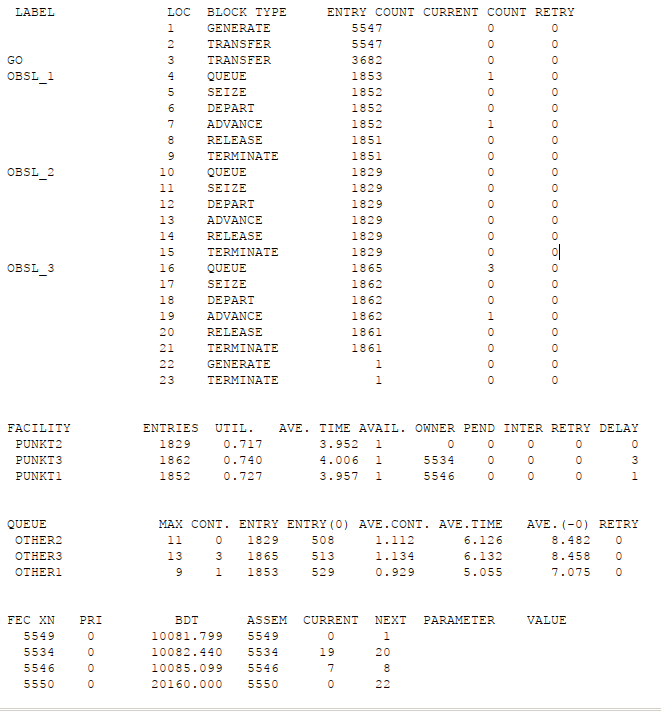 LABEL LOC BLOCK TYPE ENTRY COUNT CURRENT COUNT RETRY
1 GENERATE 5547 0 0
2 TRANSFER 5547 0 0
GO 3 TRANSFER 3682 0 0
OBSL_1 4 QUEUE 1853 1 0
5 SEIZE 1852 0 0
6 DEPART 1852 0 0
7 ADVANCE 1852 1 0
8 RELEASE 1851 0 0
9 TERMINATE 1851 0 0
OBSL_2 10 QUEUE 1829 0 0
11 SEIZE 1829 0 0
12 DEPART 1829 0 0
13 ADVANCE 1829 0 0
14 RELEASE 1829 0 0
15 TERMINATE 1829 0 0
OBSL_3 16 QUEUE 1865 3 0
17 SEIZE 1862 0 0
18 DEPART 1862 0 0
19 ADVANCE 1862 1 0
20 RELEASE 1861 0 0
21 TERMINATE 1861 0 0
22 GENERATE 1 0 0
23 TERMINATE 1 0 0
FACILITY ENTRIES UTIL. AVE. TIME AVAIL. OWNER PEND INTER RETRY DELAY
PUNKT2 1829 0.717 3.952 1 0 0 0 0 0
PUNKT3 1862 0.740 4.006 1 5534 0 0 0 3
PUNKT1 1852 0.727 3.957 1 5546 0 0 0 1
QUEUE MAX CONT. ENTRY ENTRY(0) AVE.CONT. AVE.TIME AVE.(-0) RETRY
OTHER2 11 0 1829 508 1.112 6.126 8.482 0
OTHER3 13 3 1865 513 1.134 6.132 8.458 0
OTHER1 9 1 1853 529 0.929 5.055 7.075 0
FEC XN PRI BDT ASSEM CURRENT NEXT PARAMETER VALUE
5549 0 10081.799 5549 0 1
5534 0 10082.440 5534 19 20
5546 0 10085.099 5546 7 8
5550 0 20160.000 5550 0 22